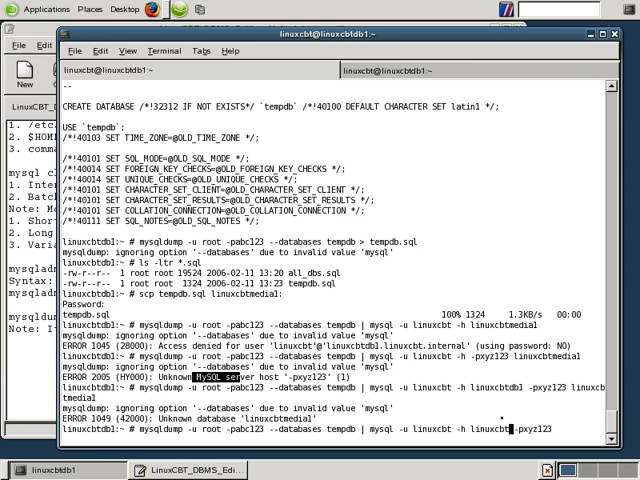 Applications Places Desktop
linuxcbt@linuxcbtdb1:~
File Edit
File Edit View Terminal Tabs Help
New
linuxcbt@linuxcbtdb1:~
linuxcbt@linuxcbtdb1:~
LinuxCBT_D
1. /etc/
2. $HOM
3. comma
mysql cl
1. Inter
2. Batch
Note: Mo
1. Short
2. Long
3. Varia
mysqladm
Syntax:
mysqladm
mysqldum
Note: It
--
CREATE DATABASE /*!32312 IF NOT EXISTS*/ `tempdb` /*!40100 DEFAULT CHARACTER SET latin1 */;
USE `tempdb`;
/*!40103 SET TIME_ZONE=@OLD_TIME_ZONE */;
/*!40101 SET SQL_MODE=@OLD_SQL_MODE */;
/*!40014 SET FOREIGN_KEY_CHECKS=@OLD_FOREIGN_KEY_CHECKS */;
/*!40014 SET UNIQUE_CHECKS=@OLD_UNIQUE_CHECKS */;
/*!40101 SET CHARACTER_SET_CLIENT=@OLD_CHARACTER_SET_CLIENT */;
/*!40101 SET CHARACTER_SET_RESULTS=@OLD_CHARACTER_SET_RESULTS */;
/*!40101 SET COLLATION_CONNECTION=@OLD_COLLATION_CONNECTION */;
/*!40111 SET SQL_NOTES=@OLD_SQL_NOTES */;
linuxcbtdb1:~ # mysqldump -u root -pabc123 --databases tempdb > tempdb.sql
mysqldump: ignoring option '--databases' due to invalid value 'mysql'
linuxcbtdb1:~ # ls -ltr *.sql
-rw-r--r-- 1 root root 19524 2006-02-11 13:20 all_dbs.sql
-rw-r--r-- 1 root root 1324 2006-02-11 13:23 tempdb.sql
linuxcbtdb1:~ # scp tempdb.sql linuxcbtmedia1:
Password:
tempdb.sql 100% 1324 1.3KB/s 00:00
linuxcbtdb1:~ # mysqldump -u root -pabc123 --databases tempdb | mysql -u linuxcbt -h linuxcbtmedia1
mysqldump: ignoring option '--databases' due to invalid value 'mysql'
ERROR 1045 (28000): Access denied for user 'linuxcbt'@'linuxcbtdb1.linuxcbt.internal' (using password: NO)
linuxcbtdb1:~ # mysqldump -u root -pabc123 --databases tempdb | mysql -u linuxcbt -h -pxyz123 linuxcbtmedia1
mysqldump: ignoring option '--databases' due to invalid value 'mysql'
ERROR 2005 (HY000): Unknown MySQL server host '-pxyz123' (1)
linuxcbtdb1:~ # mysqldump -u root -pabc123 --databases tempdb | mysql -u linuxcbt -h linuxcbtdb1 -pxyz123 linuxcb
tmedia1
mysqldump: ignoring option '--databases' due to invalid value 'mysql'
ERROR 1049 (42000): Unknown database 'linuxcbtmedia1'
linuxcbtdb1:~ # mysqldump -u root -pabc123 --databases tempdb | mysql -u linuxcbt -h linuxcbt -pxyz123
linuxcbtdb1
LinuxCBT_DBMS_Edi...